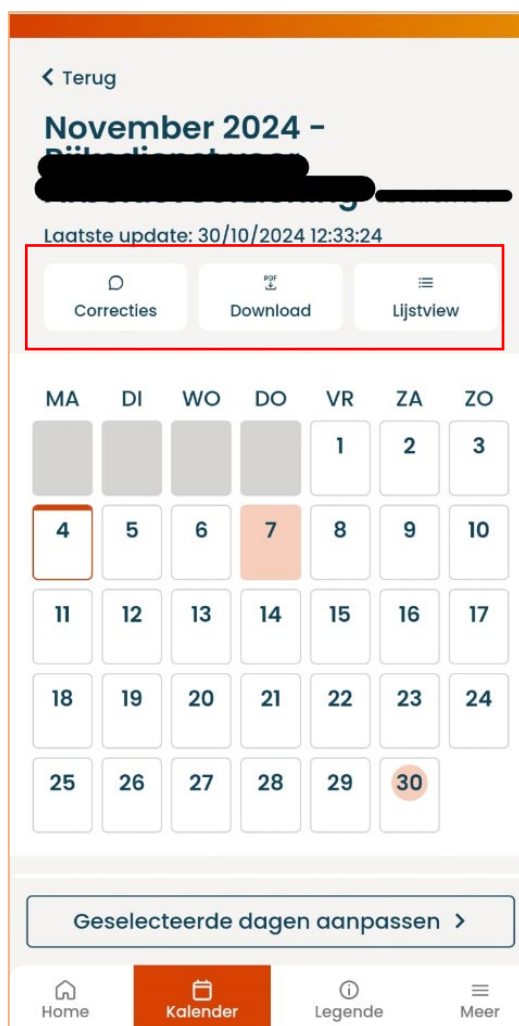 Terug
November 2024 -
Laatste update: 30/10/2024 12:33:24
PDF
Correcties Download Lijstview
MA DI WO DO VR ZA ZO
1 2 3
4 5 6 7 8 9 10
11 12 13 14 15 16 17
18 19 20 21 22 23 24
25 26 27 28 29 30
Geselecteerde dagen aanpassen >
Home Kalender Legende Meer